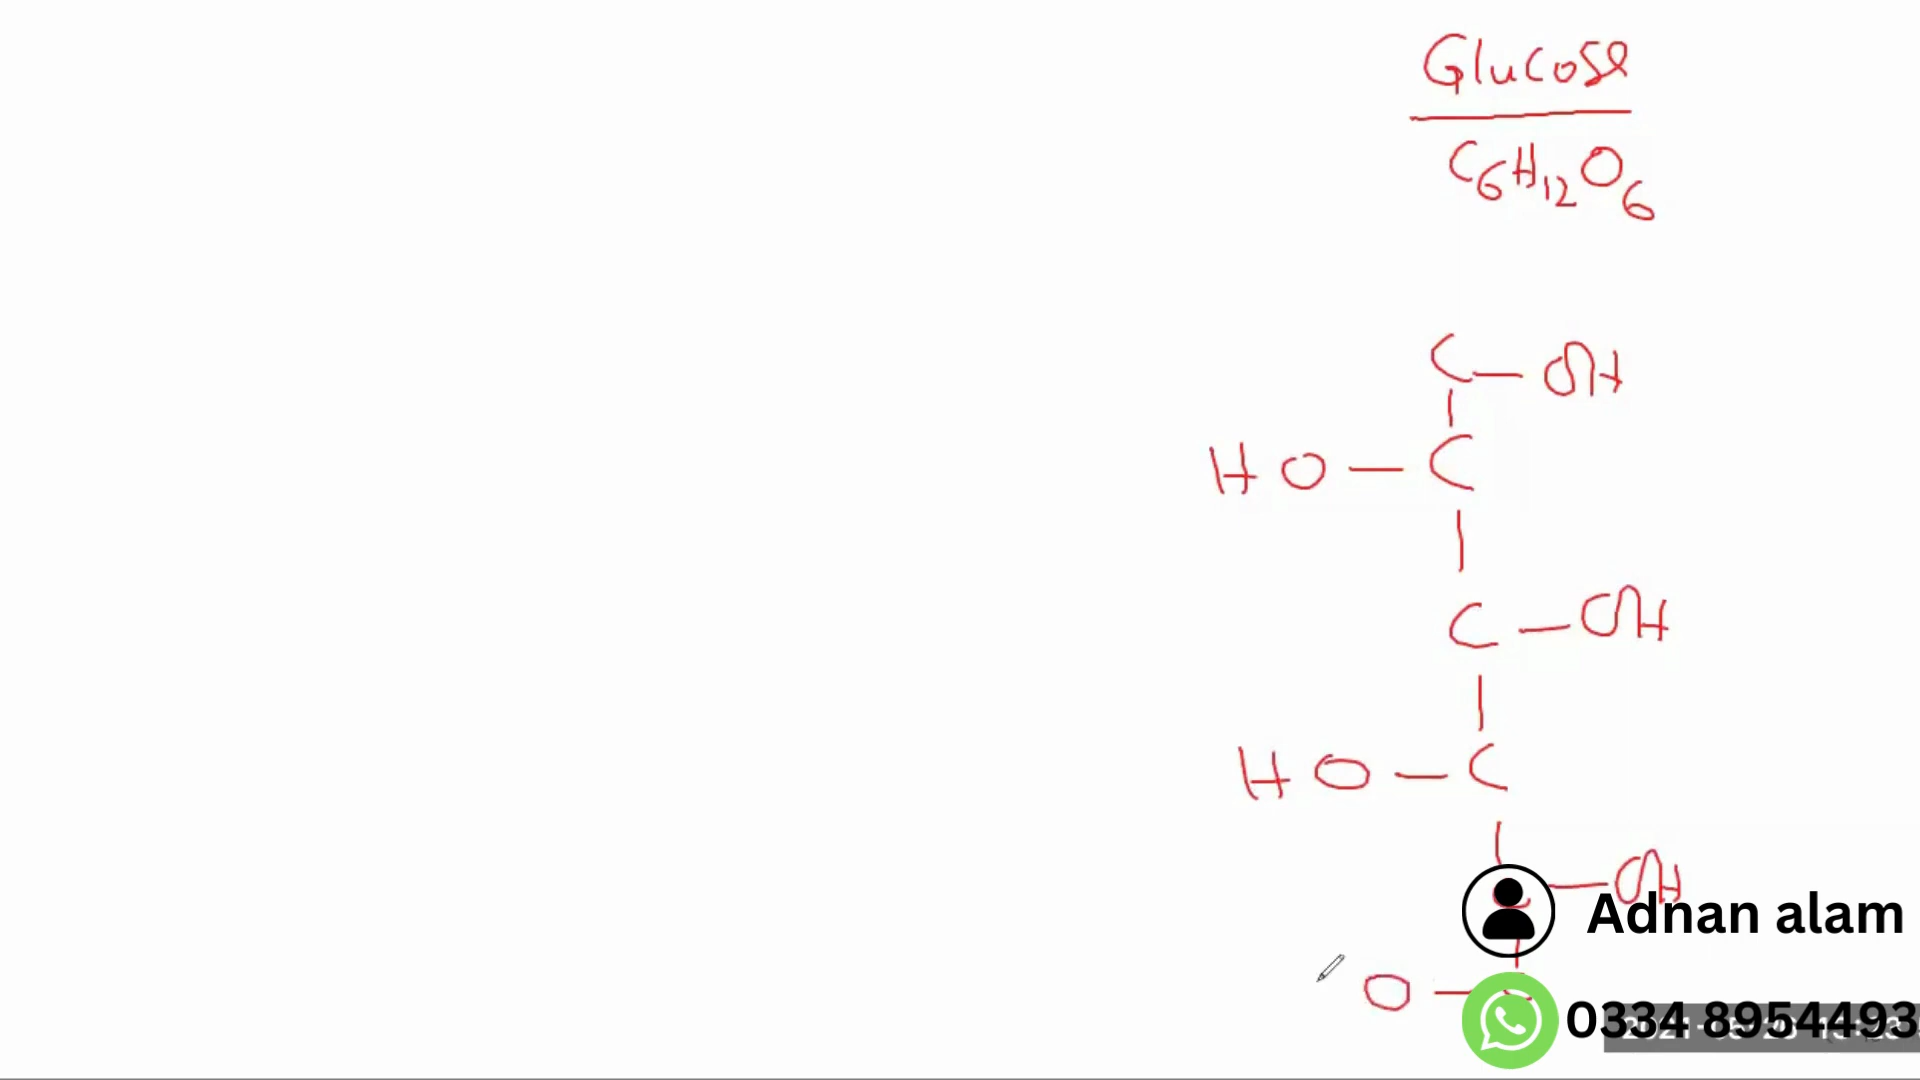 Glucose
C6H12O6
C — OH
HO — C
C — OH
HO — C
— OH
Adnan alam
O —
0334 8954493